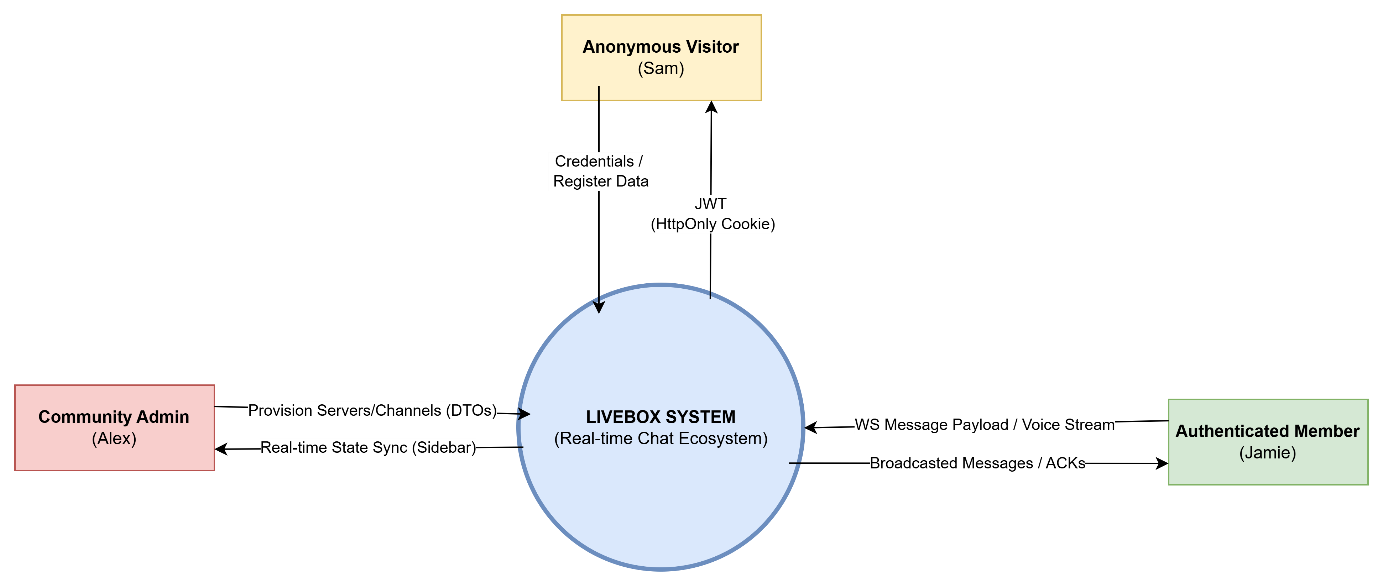 Anonymous Visitor
(Sam)
Credentials /
Register Data
JWT
(HttpOnly Cookie)
Community Admin
(Alex)
Provision Servers/Channels (DTOs)
Real-time State Sync (Sidebar)
LIVEBOX SYSTEM
(Real-time Chat Ecosystem)
WS Message Payload / Voice Stream
Broadcasted Messages / ACKs
Authenticated Member
(Jamie)